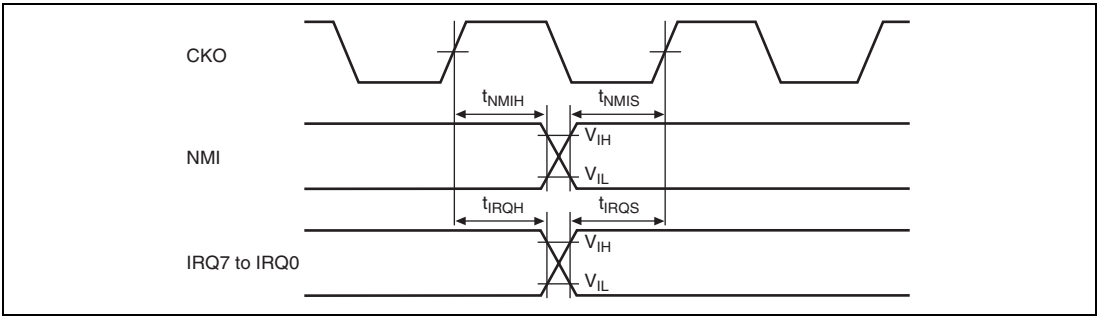 CKO
tNMIH
tNMIS
VIH
NMI
VIL
tIRQH
tIRQS
VIH
IRQ7 to IRQ0
VIL